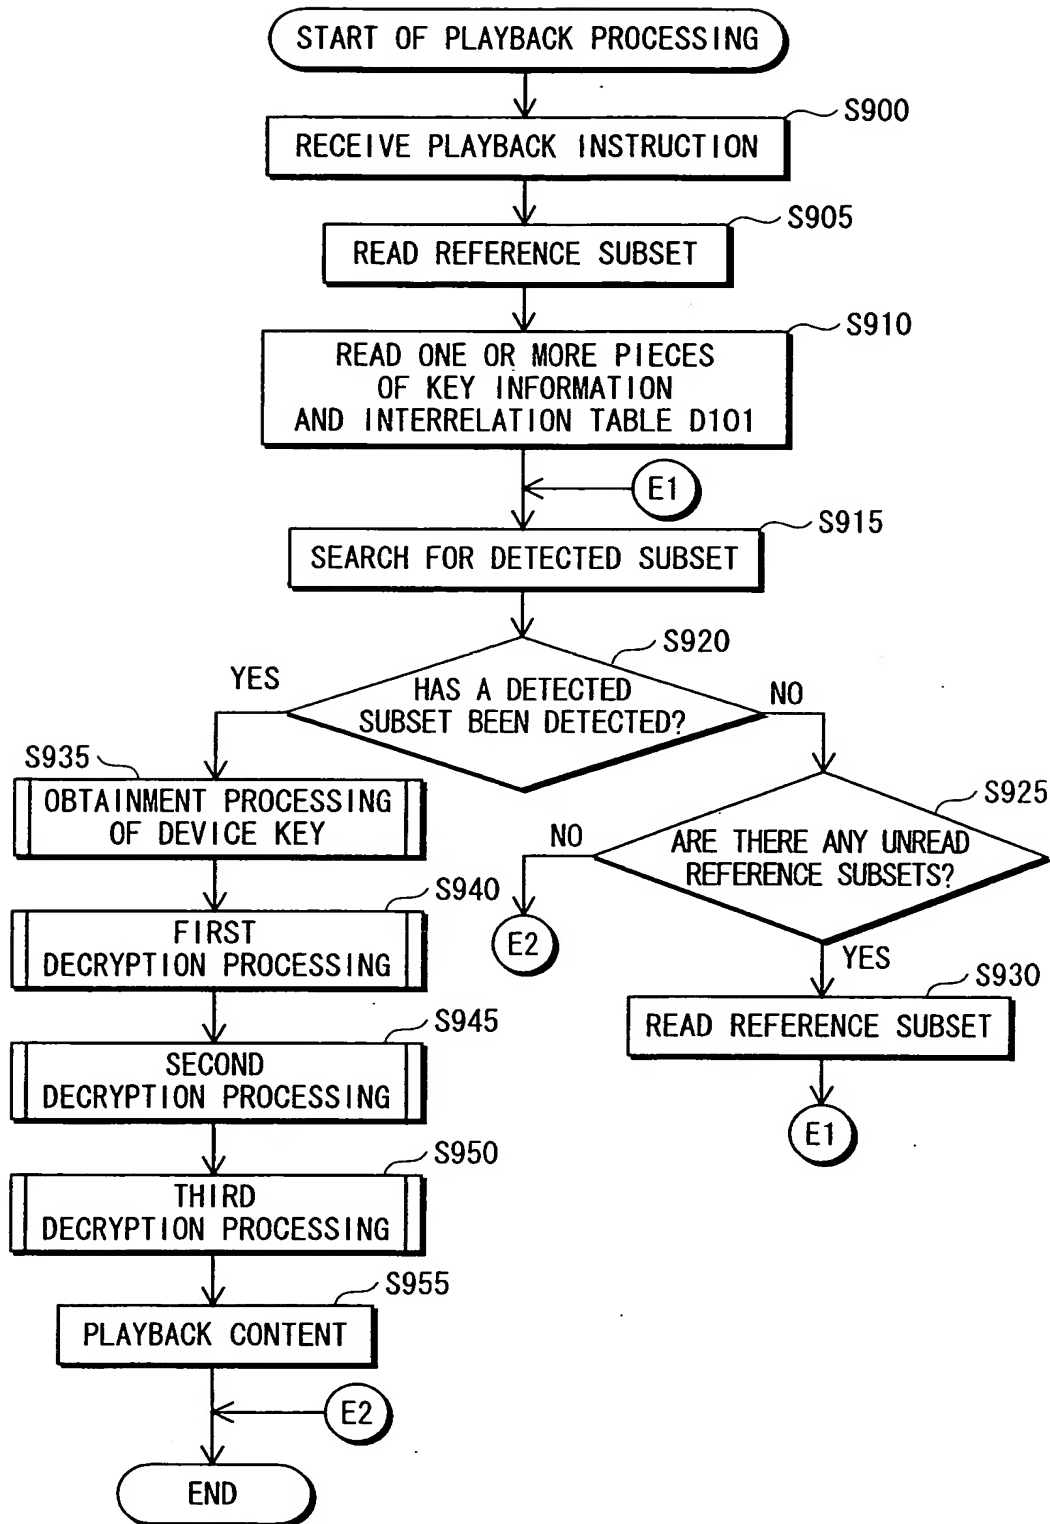 START OF PLAYBACK PROCESSING
S900
RECEIVE PLAYBACK INSTRUCTION
S905
READ REFERENCE SUBSET
S910
READ ONE OR MORE PIECES
OF KEY INFORMATION
AND INTERRELATION TABLE D101
E1
S915
SEARCH FOR DETECTED SUBSET
S920
YES
HAS A DETECTED
SUBSET BEEN DETECTED?
NO
S935
OBTAINMENT PROCESSING
OF DEVICE KEY
S925
NO
ARE THERE ANY UNREAD
REFERENCE SUBSETS?
S940
FIRST
DECRYPTION PROCESSING
E2
YES
S930
READ REFERENCE SUBSET
S945
SECOND
DECRYPTION PROCESSING
E1
S950
THIRD
DECRYPTION PROCESSING
S955
PLAYBACK CONTENT
E2
END